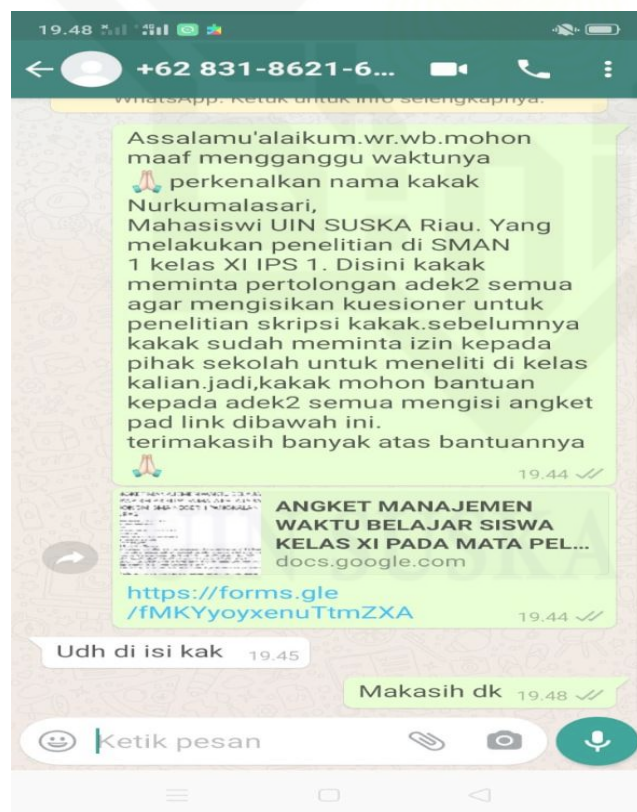 19.48
+62 831-8621-6...
WhatsApp. Ketuk untuk info selengkapnya.
Assalamu'alaikum.wr.wb.mohon
maaf mengganggu waktunya
🙏 perkenalkan nama kakak
Nurkumalasari,
Mahasiswi UIN SUSKA Riau. Yang
melakukan penelitian di SMAN
1 kelas XI IPS 1. Disini kakak
meminta pertolongan adek2 semua
agar mengisikan kuesioner untuk
penelitian skripsi kakak.sebelumnya
kakak sudah meminta izin kepada
pihak sekolah untuk meneliti di kelas
kalian.jadi,kakak mohon bantuan
kepada adek2 semua mengisi angket
pad link dibawah ini.
terimakasih banyak atas bantuannya
🙏
19.44
ANGKET MANAJEMEN
WAKTU BELAJAR SISWA
KELAS XI PADA MATA PEL...
docs.google.com
https://forms.gle
/fMKYyoyxenuTtmZXA
19.44
Udh di isi kak 19.45
Makasih dk 19.48
Ketik pesan